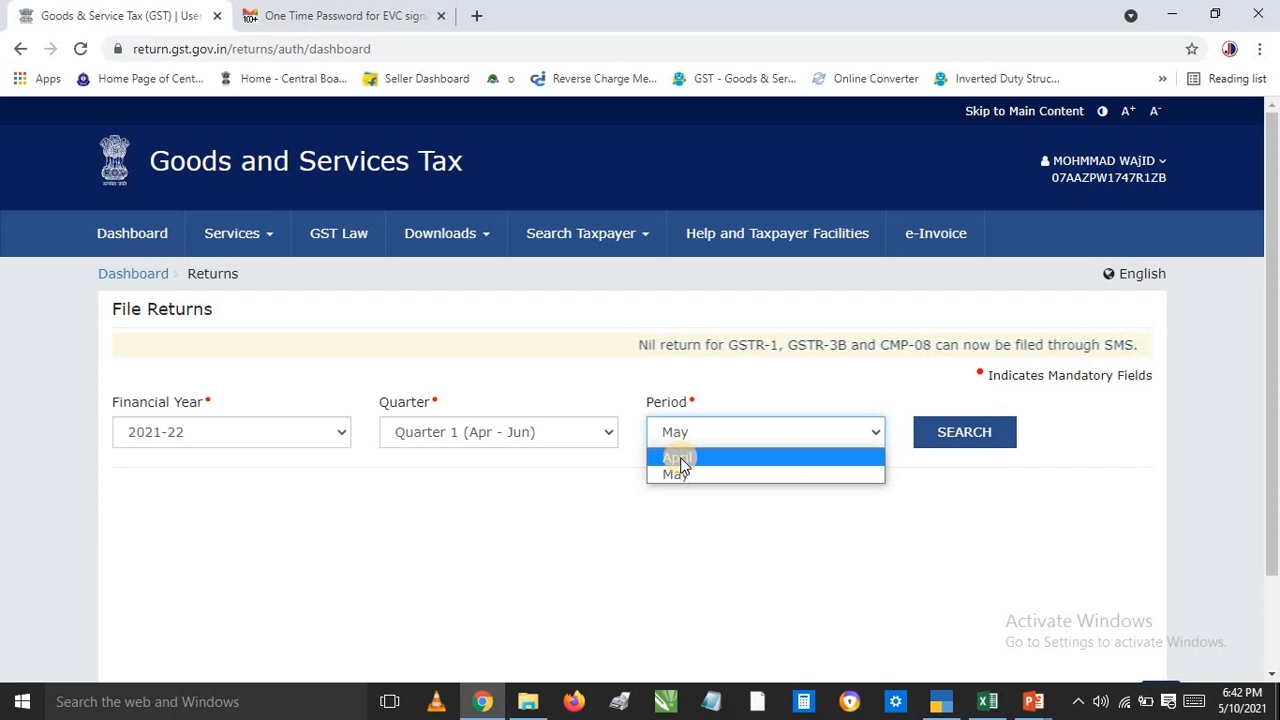 Goods & Service Tax (GST) | User
One Time Password for EVC sign
100+
return.gst.gov.in/returns/auth/dashboard
Apps
Home Page of Cent...
Home - Central Boa...
Seller Dashboard
o
Reverse Charge Me...
GST - Goods & Ser...
Online Converter
Inverted Duty Struc...
»
Reading list
Skip to Main Content
A+
A-
Goods and Services Tax
MOHMMAD WAJID
07AAZPW1747R1ZB
Dashboard
Services
GST Law
Downloads
Search Taxpayer
Help and Taxpayer Facilities
e-Invoice
Dashboard
Returns
English
File Returns
Nil return for GSTR-1, GSTR-3B and CMP-08 can now be filed through SMS.
• Indicates Mandatory Fields
Financial Year•
Quarter•
Period•
2021-22
Quarter 1 (Apr - Jun)
May
SEARCH
April
May
Activate Windows
Go to Settings to activate Windows.
Search the web and Windows
6:42 PM
5/10/2021